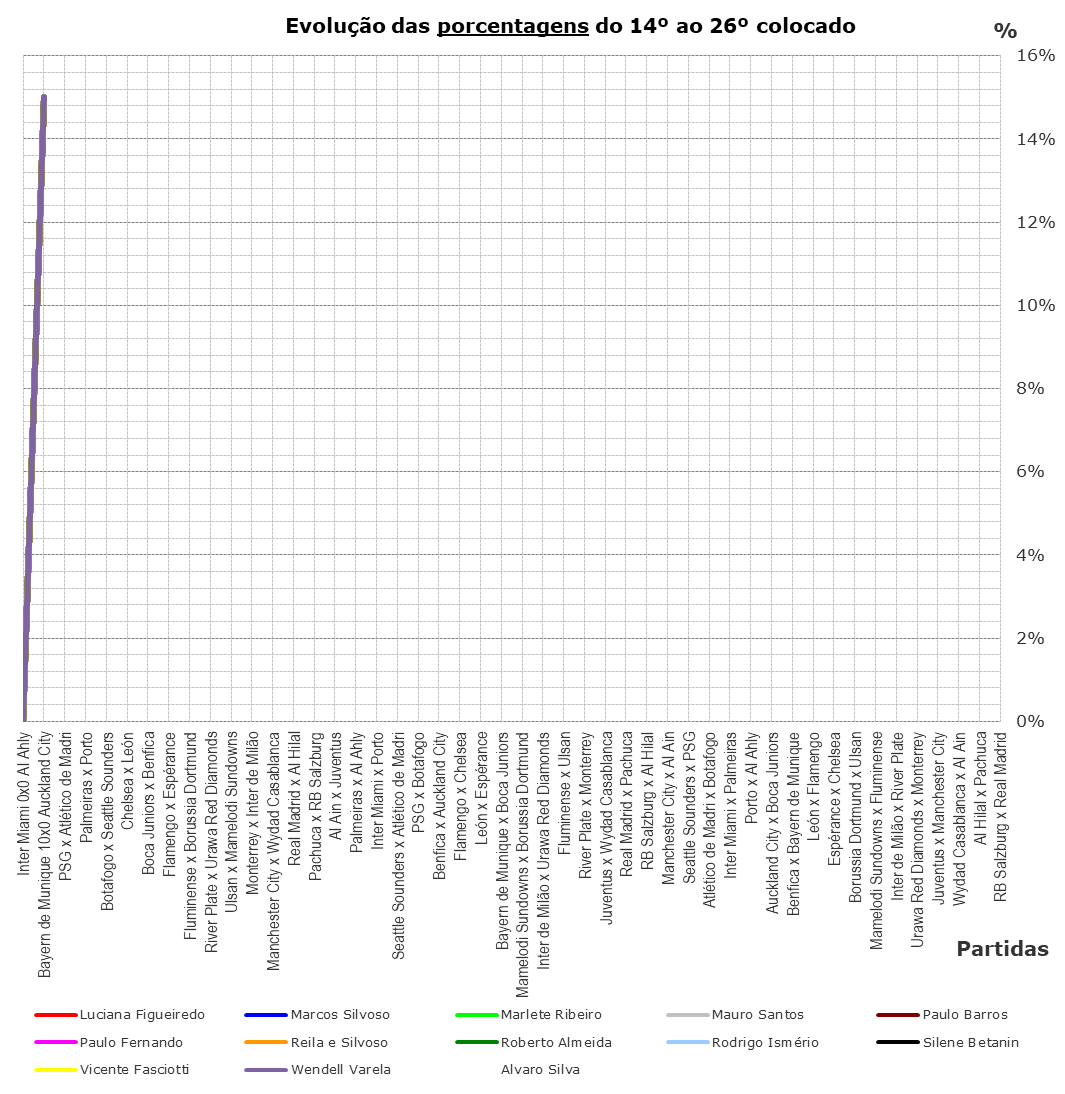 Evolução das porcentagens do 14º ao 26º colocado
%
16%
14%
12%
10%
8%
6%
4%
2%
0%
Inter Miami 0x0 Al Ahly
Bayern de Munique 10x0 Auckland City
PSG x Atlético de Madri
Palmeiras x Porto
Botafogo x Seattle Sounders
Chelsea x León
Boca Juniors x Benfica
Flamengo x Espérance
Fluminense x Borussia Dortmund
River Plate x Urawa Red Diamonds
Ulsan x Mamelodi Sundowns
Monterrey x Inter de Milão
Manchester City x Wydad Casablanca
Real Madrid x Al Hilal
Pachuca x RB Salzburg
Al Ain x Juventus
Palmeiras x Al Ahly
Inter Miami x Porto
Seattle Sounders x Atlético de Madri
PSG x Botafogo
Benfica x Auckland City
Flamengo x Chelsea
León x Espérance
Bayern de Munique x Boca Juniors
Mamelodi Sundowns x Borussia Dortmund
Inter de Milão x Urawa Red Diamonds
Fluminense x Ulsan
River Plate x Monterrey
Juventus x Wydad Casablanca
Real Madrid x Pachuca
RB Salzburg x Al Hilal
Manchester City x Al Ain
Seattle Sounders x PSG
Atlético de Madri x Botafogo
Inter Miami x Palmeiras
Porto x Al Ahly
Auckland City x Boca Juniors
Benfica x Bayern de Munique
León x Flamengo
Espérance x Chelsea
Borussia Dortmund x Ulsan
Mamelodi Sundowns x Fluminense
Inter de Milão x River Plate
Urawa Red Diamonds x Monterrey
Juventus x Manchester City
Wydad Casablanca x Al Ain
Al Hilal x Pachuca
RB Salzburg x Real Madrid
Partidas
Luciana Figueiredo Marcos Silvoso Marlete Ribeiro Mauro Santos Paulo Barros
Paulo Fernando Reila e Silvoso Roberto Almeida Rodrigo Ismério Silene Betanin
Vicente Fasciotti Wendell Varela Alvaro Silva